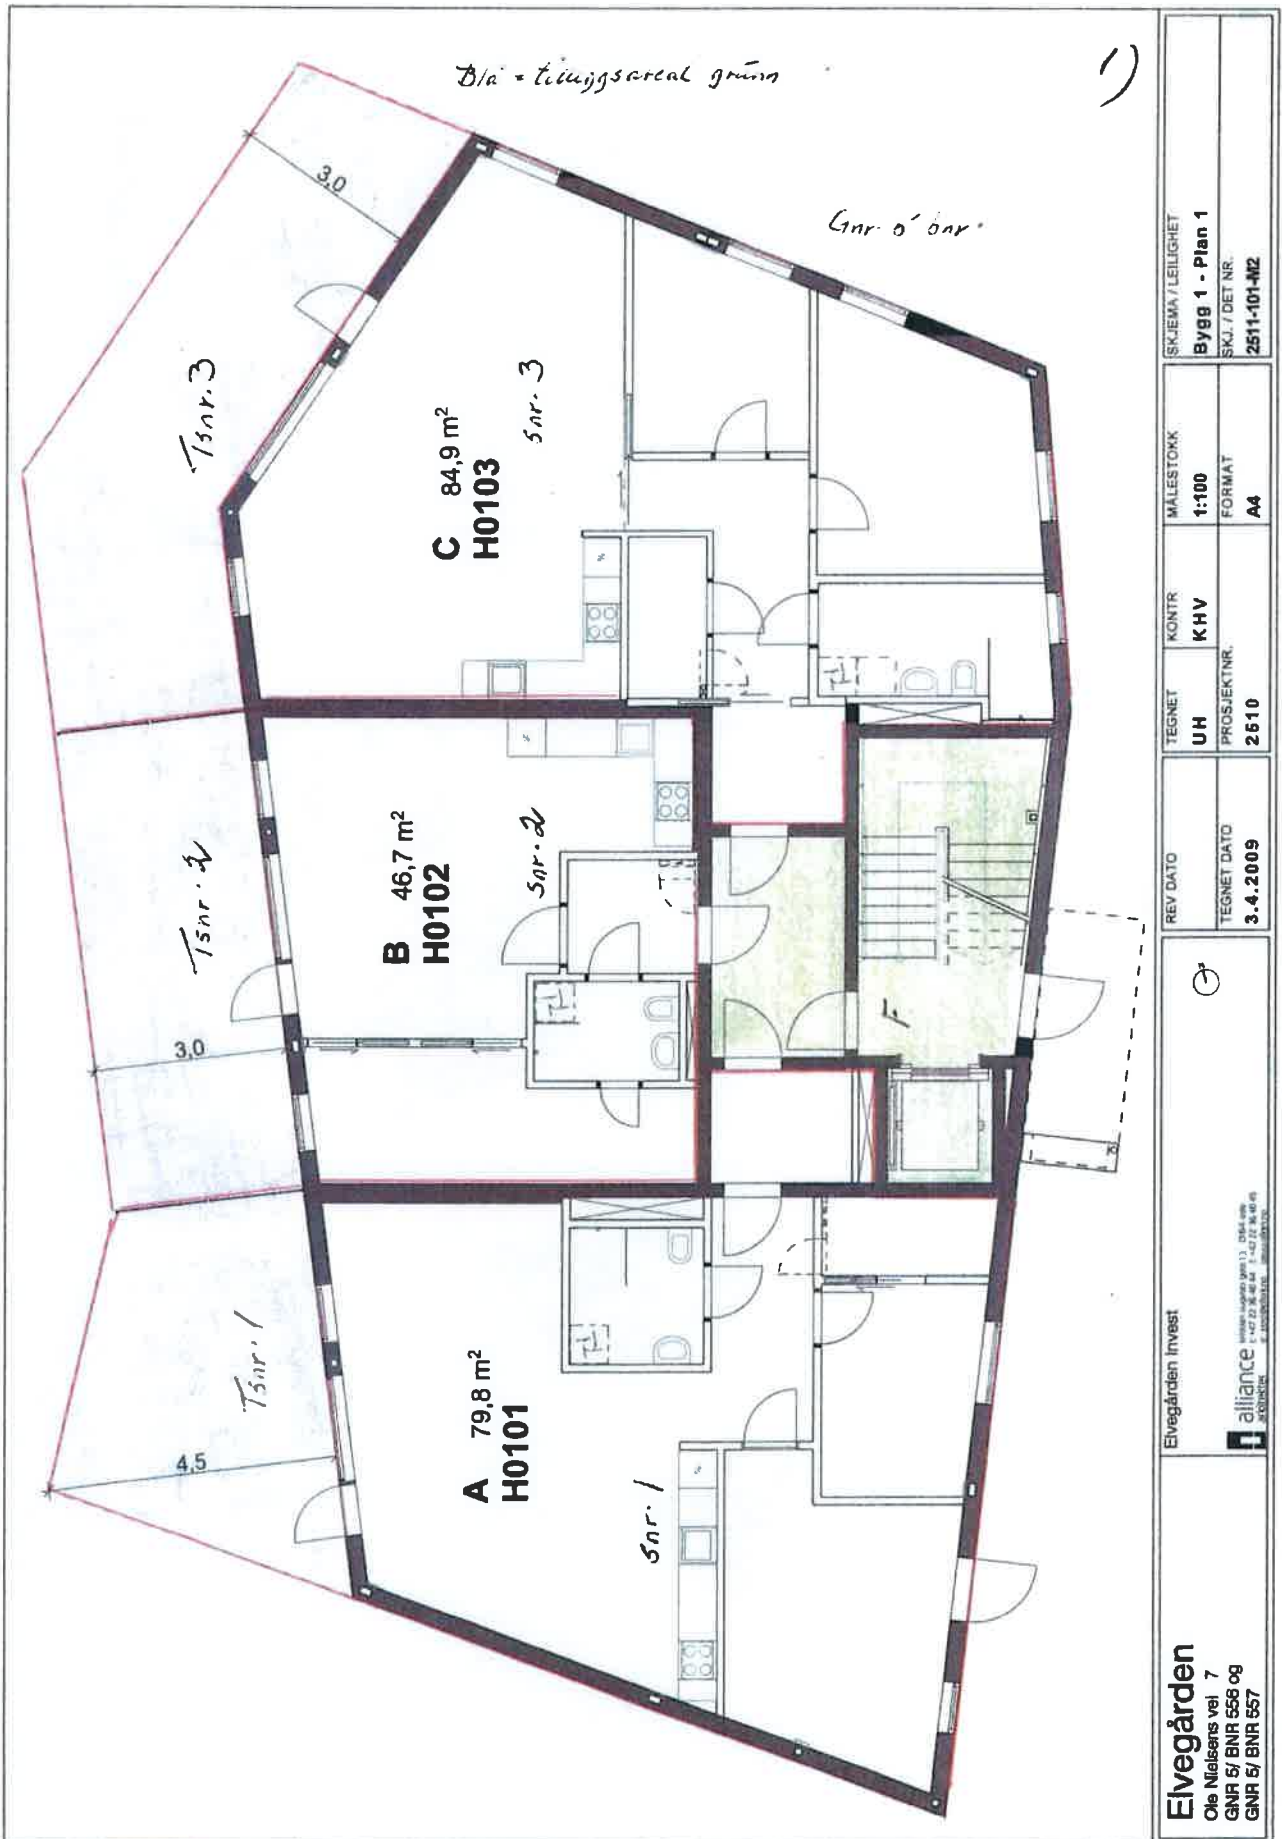 Blå = tilleggsareal grunn
1)
Gnr. o' bnr.
3,0
Tsnr. 3
C 84,9 m²
H0103
snr. 3
Tsnr. 2
B 46,7 m²
H0102
snr. 2
3,0
F
Tsnr. 1
4,5
A 79,8 m²
H0101
snr. 1
Elvegården
Ole Nielsens vei 7
GNR 5/ BNR 556 og
GNR 5/ BNR 557
Elvegården Invest
alliance
arkitekter
REV DATO
TEGNET DATO
3.4.2009
TEGNET
UH
KONTR
KHV
PROSJEKTNR.
2510
MÅLESTOKK
1:100
FORMAT
A4
SKJEMA / LEILIGHET
Bygg 1 - Plan 1
SKJ. / DET NR.
2511-101-M2